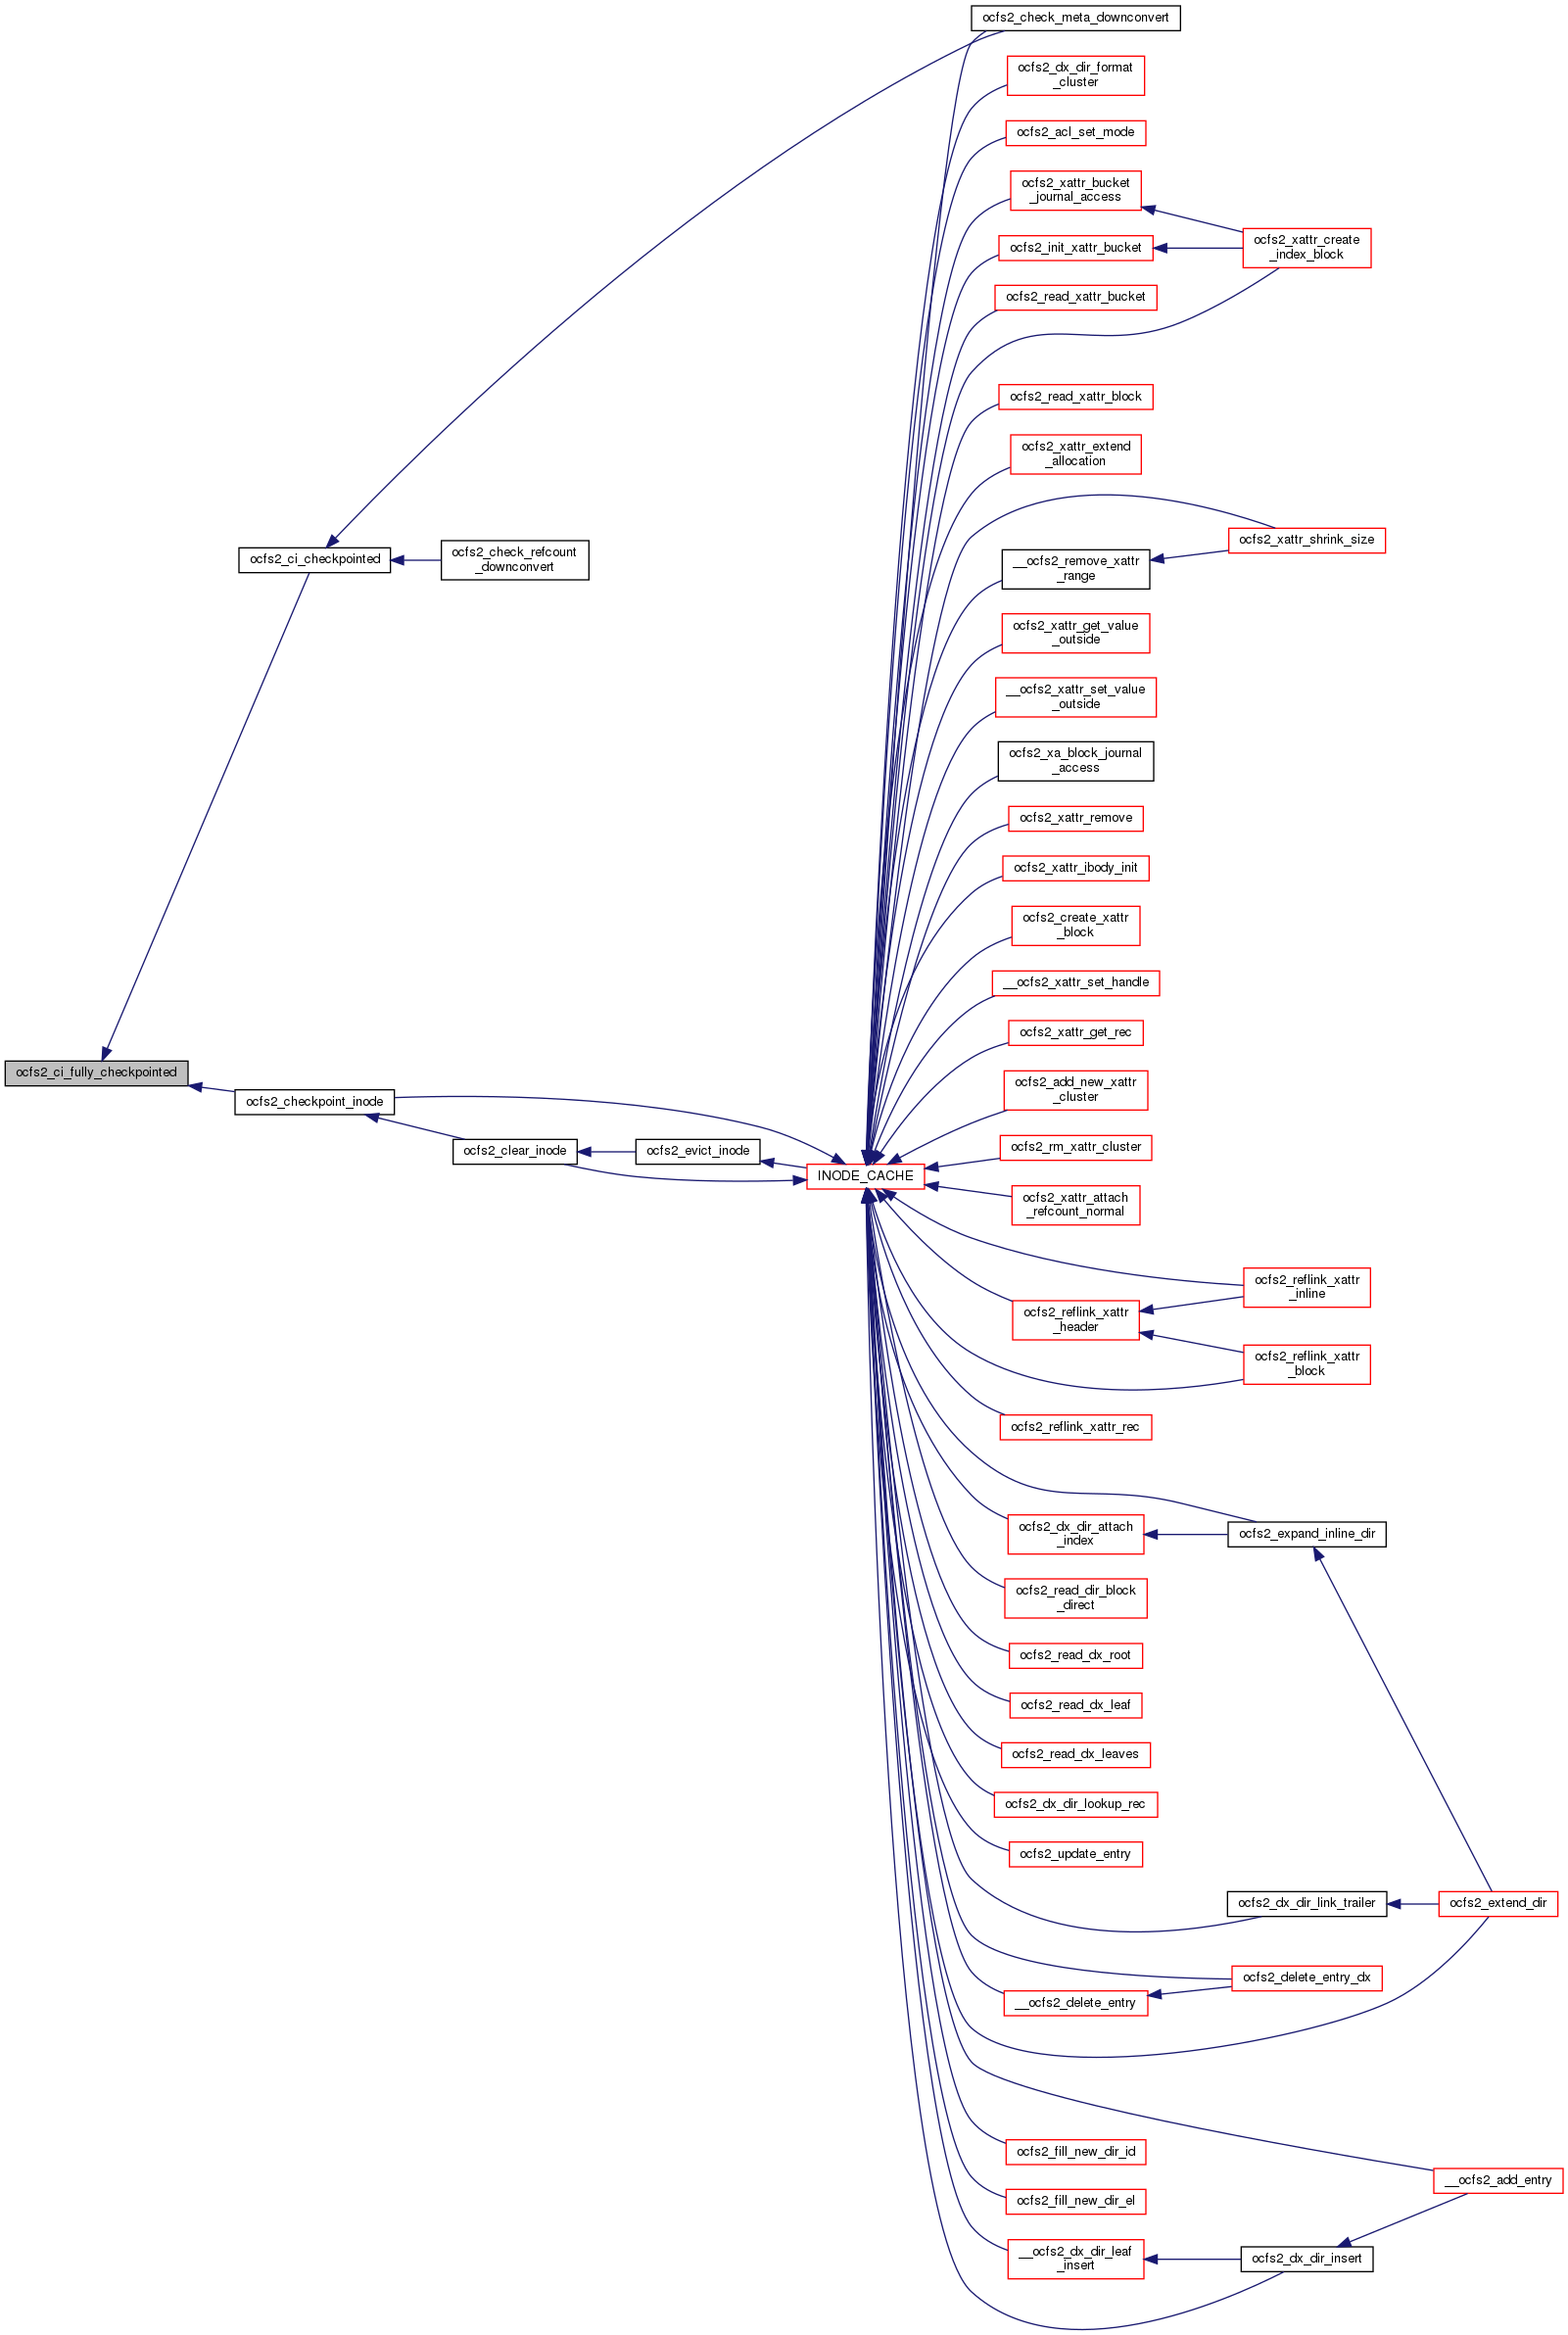 ocfs2_check_meta_downconvert
ocfs2_dx_dir_format
_cluster
ocfs2_acl_set_mode
ocfs2_xattr_bucket
_journal_access
ocfs2_xattr_create
_index_block
ocfs2_init_xattr_bucket
ocfs2_read_xattr_bucket
ocfs2_read_xattr_block
ocfs2_xattr_extend
_allocation
ocfs2_xattr_shrink_size
ocfs2_ci_checkpointed
ocfs2_check_refcount
_downconvert
__ocfs2_remove_xattr
_range
ocfs2_xattr_get_value
_outside
__ocfs2_xattr_set_value
_outside
ocfs2_xa_block_journal
_access
ocfs2_xattr_remove
ocfs2_xattr_ibody_init
ocfs2_create_xattr
_block
__ocfs2_xattr_set_handle
ocfs2_xattr_get_rec
ocfs2_ci_fully_checkpointed
ocfs2_checkpoint_inode
ocfs2_add_new_xattr
_cluster
ocfs2_clear_inode
ocfs2_evict_inode
ocfs2_rm_xattr_cluster
INODE_CACHE
ocfs2_xattr_attach
_refcount_normal
ocfs2_reflink_xattr
_inline
ocfs2_reflink_xattr
_header
ocfs2_reflink_xattr
_block
ocfs2_reflink_xattr_rec
ocfs2_dx_dir_attach
_index
ocfs2_expand_inline_dir
ocfs2_read_dir_block
_direct
ocfs2_read_dx_root
ocfs2_read_dx_leaf
ocfs2_read_dx_leaves
ocfs2_dx_dir_lookup_rec
ocfs2_update_entry
ocfs2_dx_dir_link_trailer
ocfs2_extend_dir
ocfs2_delete_entry_dx
__ocfs2_delete_entry
ocfs2_fill_new_dir_id
__ocfs2_add_entry
ocfs2_fill_new_dir_el
__ocfs2_dx_dir_leaf
_insert
ocfs2_dx_dir_insert